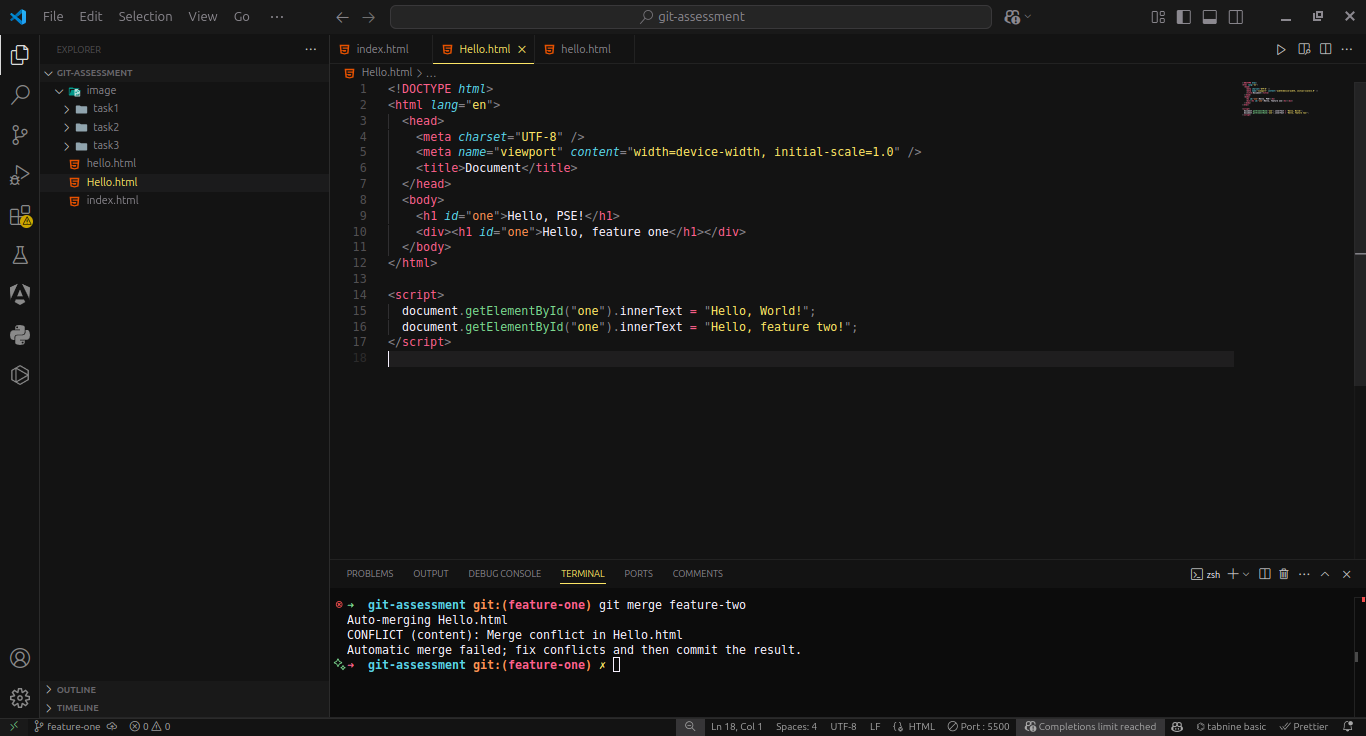 File Edit Selection View Go ···
git-assessment
EXPLORER ···
GIT-ASSESSMENT
image
task1
task2
task3
hello.html
Hello.html
index.html
OUTLINE
TIMELINE
index.html Hello.html hello.html
Hello.html > ...
1 <!DOCTYPE html>
2 <html lang="en">
3 <head>
4 <meta charset="UTF-8" />
5 <meta name="viewport" content="width=device-width, initial-scale=1.0" />
6 <title>Document</title>
7 </head>
8 <body>
9 <h1 id="one">Hello, PSE!</h1>
10 <div><h1 id="one">Hello, feature one</h1></div>
11 </body>
12 </html>
13
14 <script>
15 document.getElementById("one").innerText = "Hello, World!";
16 document.getElementById("one").innerText = "Hello, feature two!";
17 </script>
18
PROBLEMS OUTPUT DEBUG CONSOLE TERMINAL PORTS COMMENTS
zsh
➜ git-assessment git:(feature-one) git merge feature-two
Auto-merging Hello.html
CONFLICT (content): Merge conflict in Hello.html
Automatic merge failed; fix conflicts and then commit the result.
➜ git-assessment git:(feature-one) ✗
feature-one 0 0 Ln 18, Col 1 Spaces: 4 UTF-8 LF {} HTML Port : 5500 Completions limit reached tabnine basic Prettier